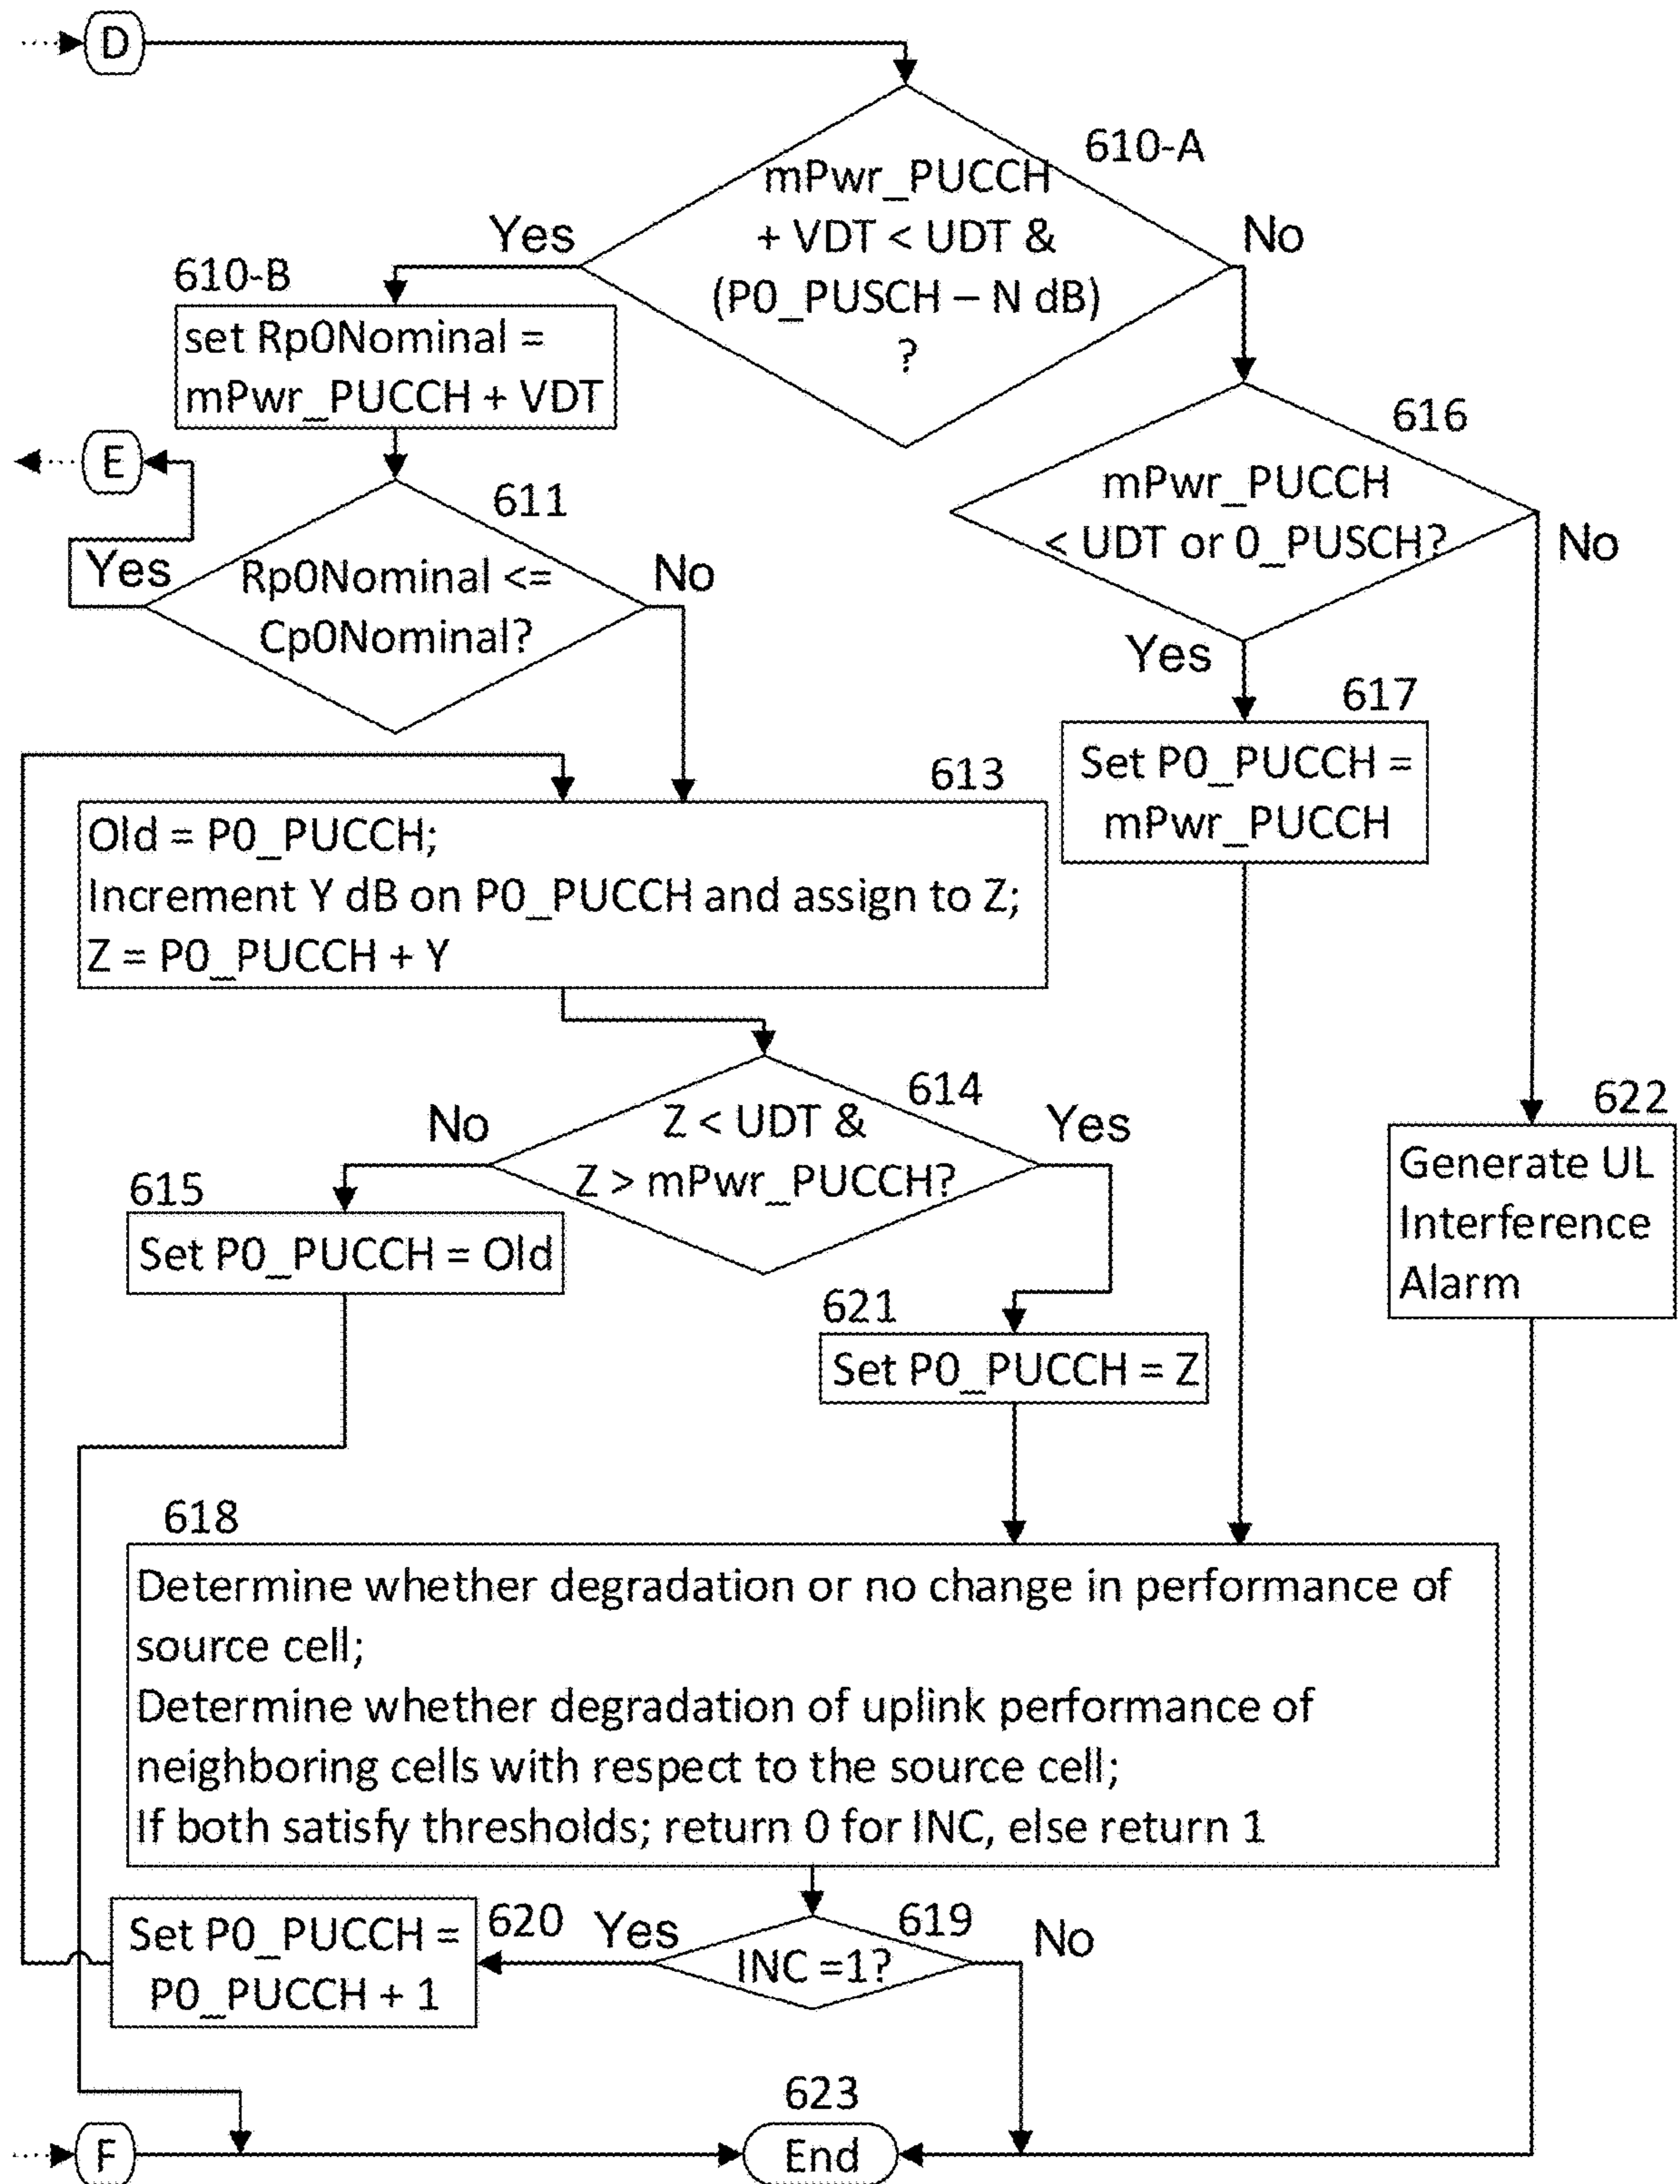 D
610-A
mPwr_PUCCH
+ VDT < UDT &
(P0_PUSCH – N dB)
?
Yes
No
610-B
set Rp0Nominal =
mPwr_PUCCH + VDT
E
611
Rp0Nominal <=
Cp0Nominal?
Yes
No
616
mPwr_PUCCH
< UDT or 0_PUSCH?
No
Yes
617
Set P0_PUCCH =
mPwr_PUCCH
613
Old = P0_PUCCH;
Increment Y dB on P0_PUCCH and assign to Z;
Z = P0_PUCCH + Y
614
Z < UDT &
Z > mPwr_PUCCH?
No
Yes
615
Set P0_PUCCH = Old
621
Set P0_PUCCH = Z
622
Generate UL
Interference
Alarm
618
Determine whether degradation or no change in performance of
source cell;
Determine whether degradation of uplink performance of
neighboring cells with respect to the source cell;
If both satisfy thresholds; return 0 for INC, else return 1
619
INC =1?
Yes
No
620
Set P0_PUCCH =
P0_PUCCH + 1
F
623
End